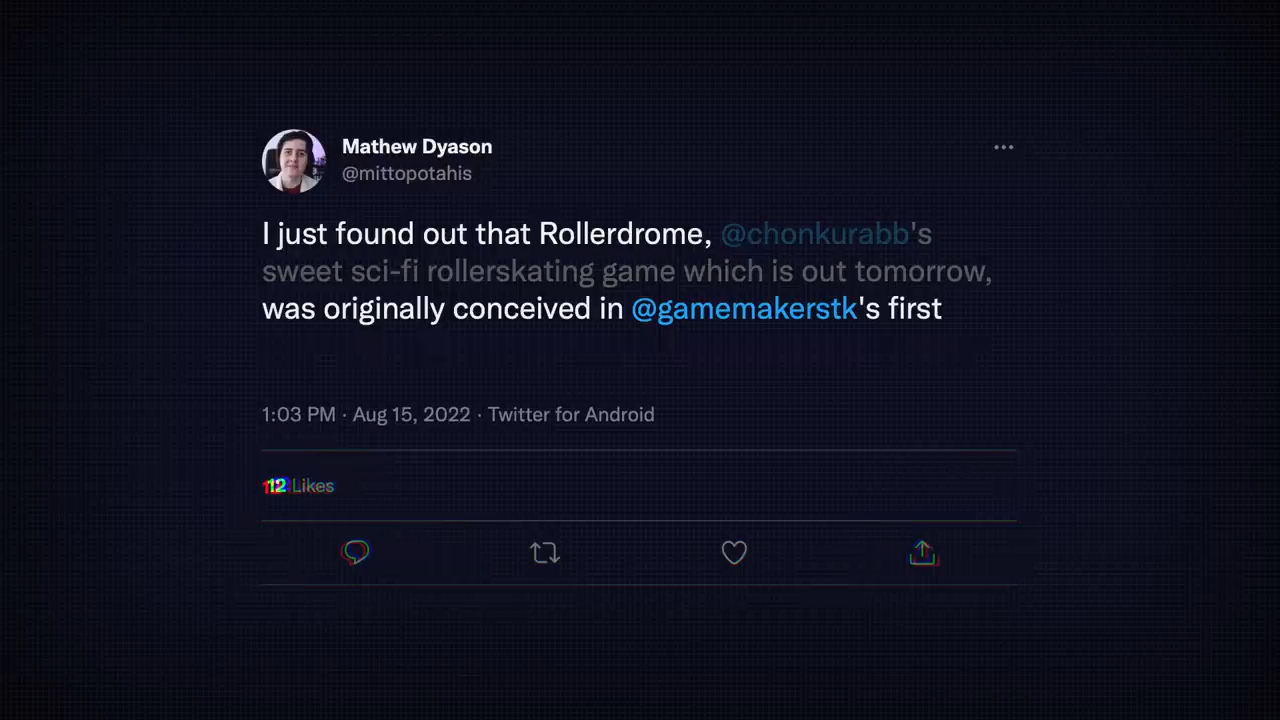 Mathew Dyason
@mittopotahis
I just found out that Rollerdrome, @chonkurabb's
sweet sci-fi rollerskating game which is out tomorrow,
was originally conceived in @gamemakerstk's first
1:03 PM · Aug 15, 2022 · Twitter for Android
12 Likes